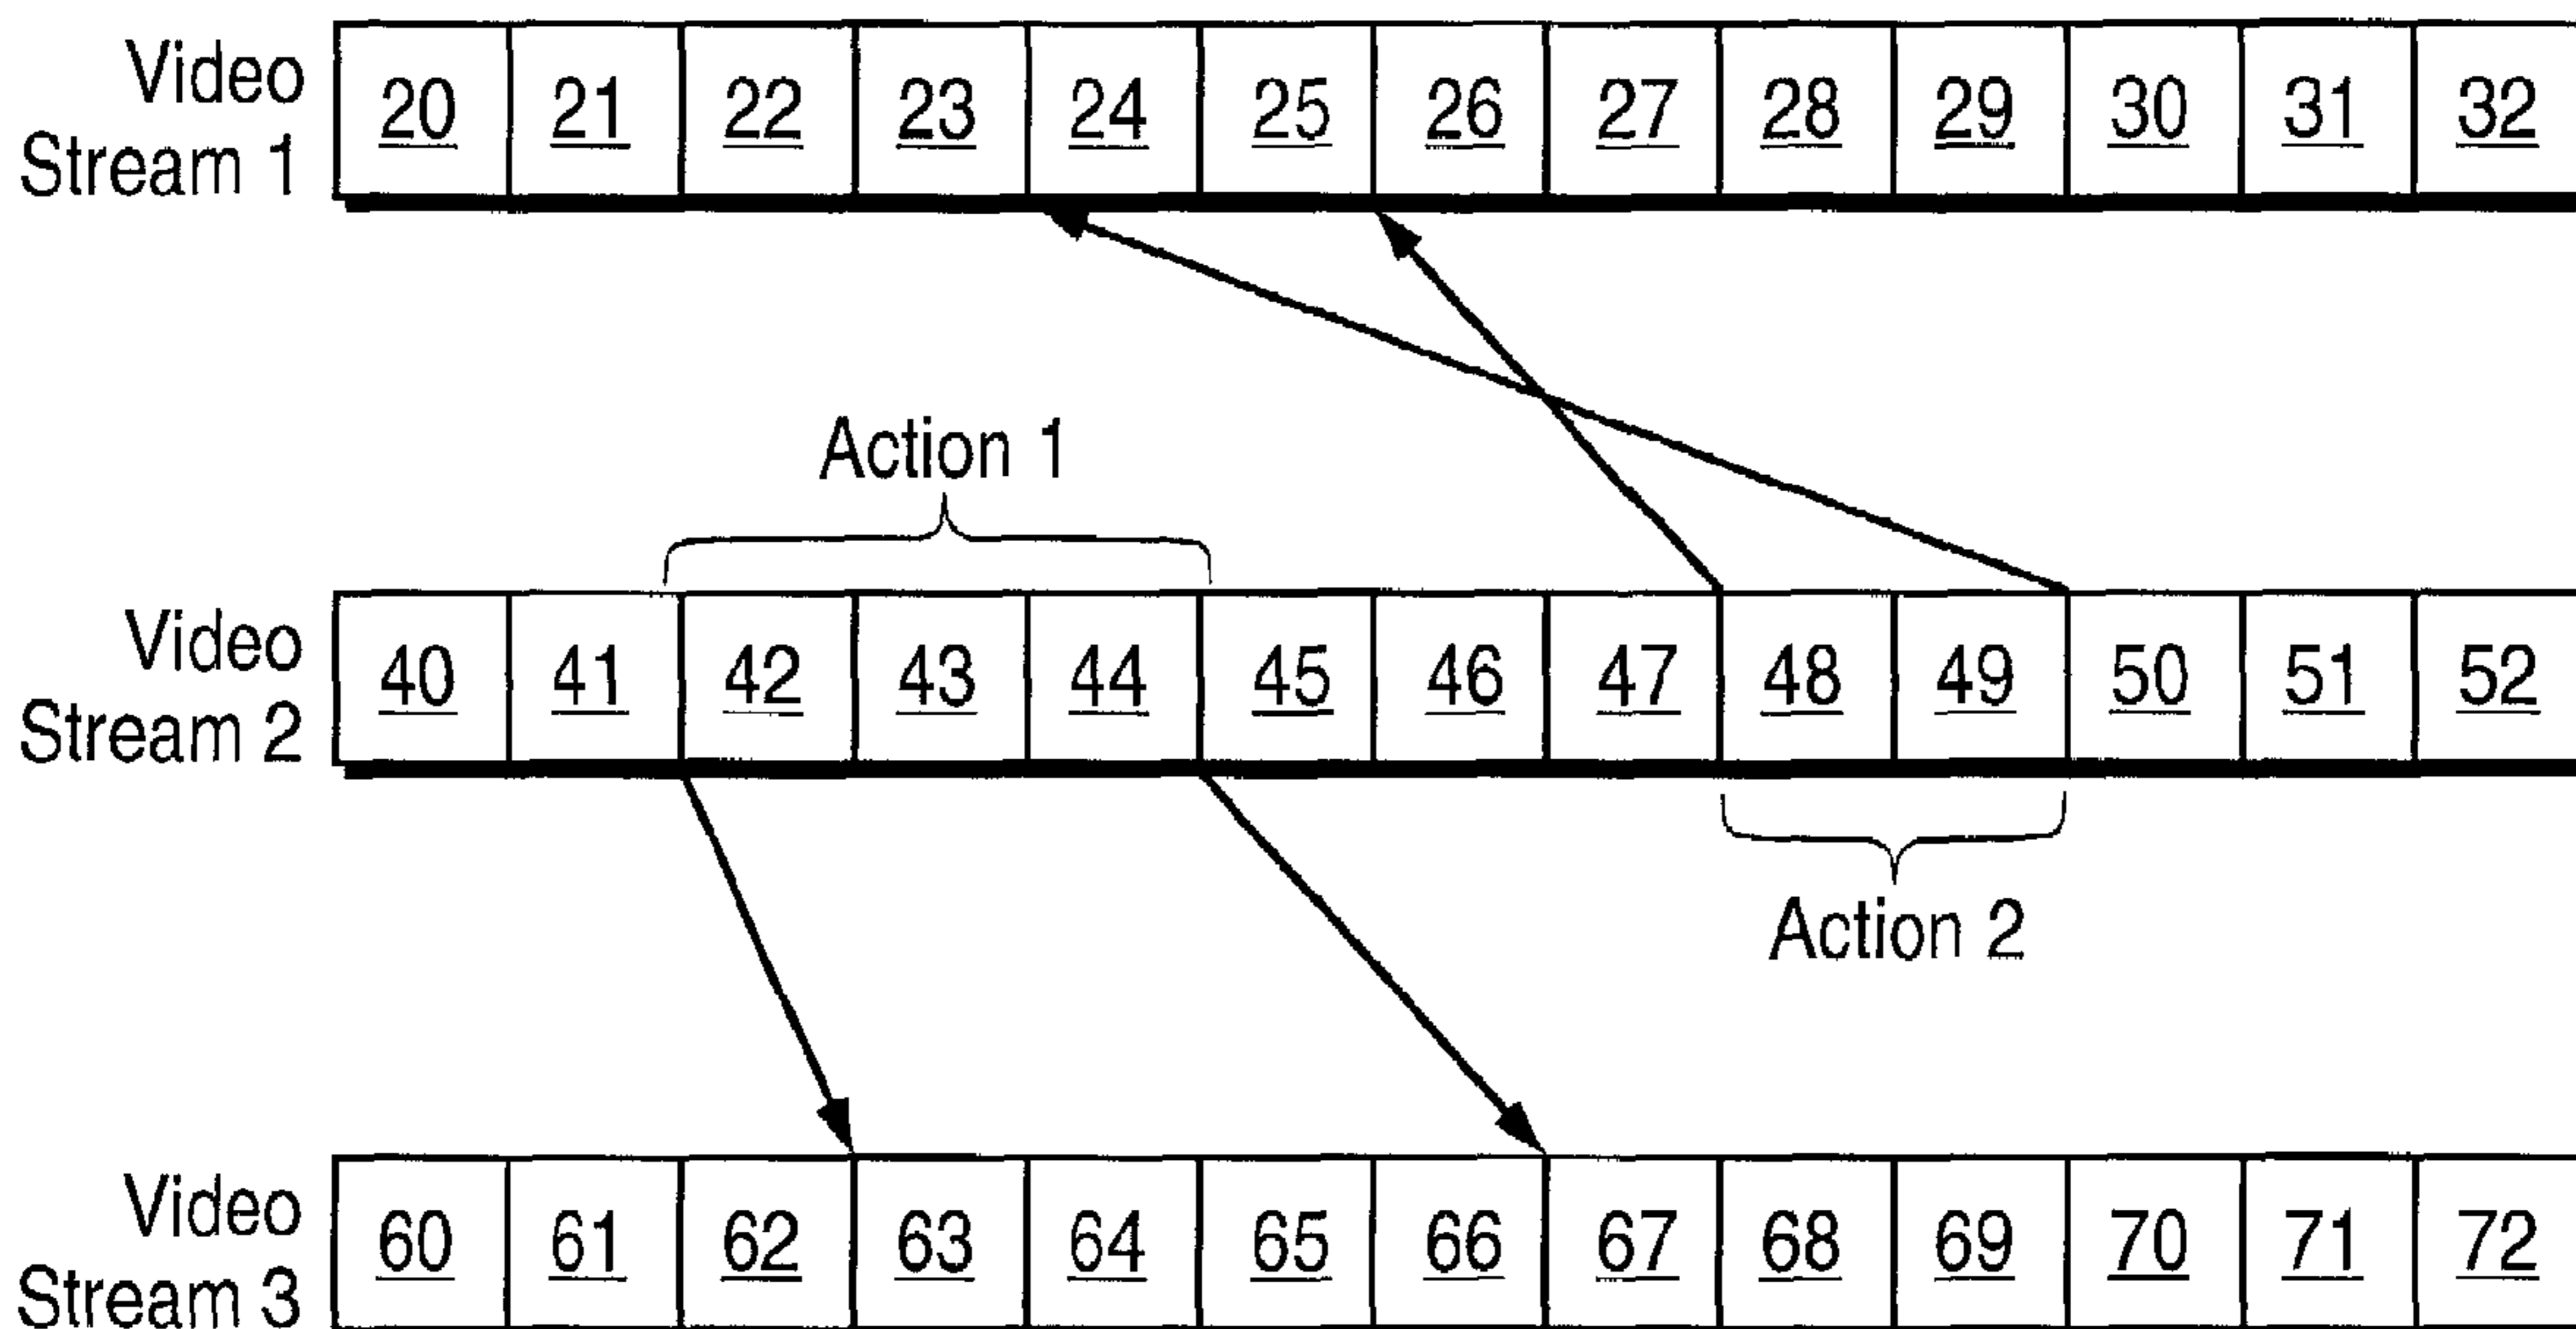 Video
Stream 1
20 21 22 23 24 25 26 27 28 29 30 31 32
Action 1
Video
Stream 2
40 41 42 43 44 45 46 47 48 49 50 51 52
Action 2
Video
Stream 3
60 61 62 63 64 65 66 67 68 69 70 71 72